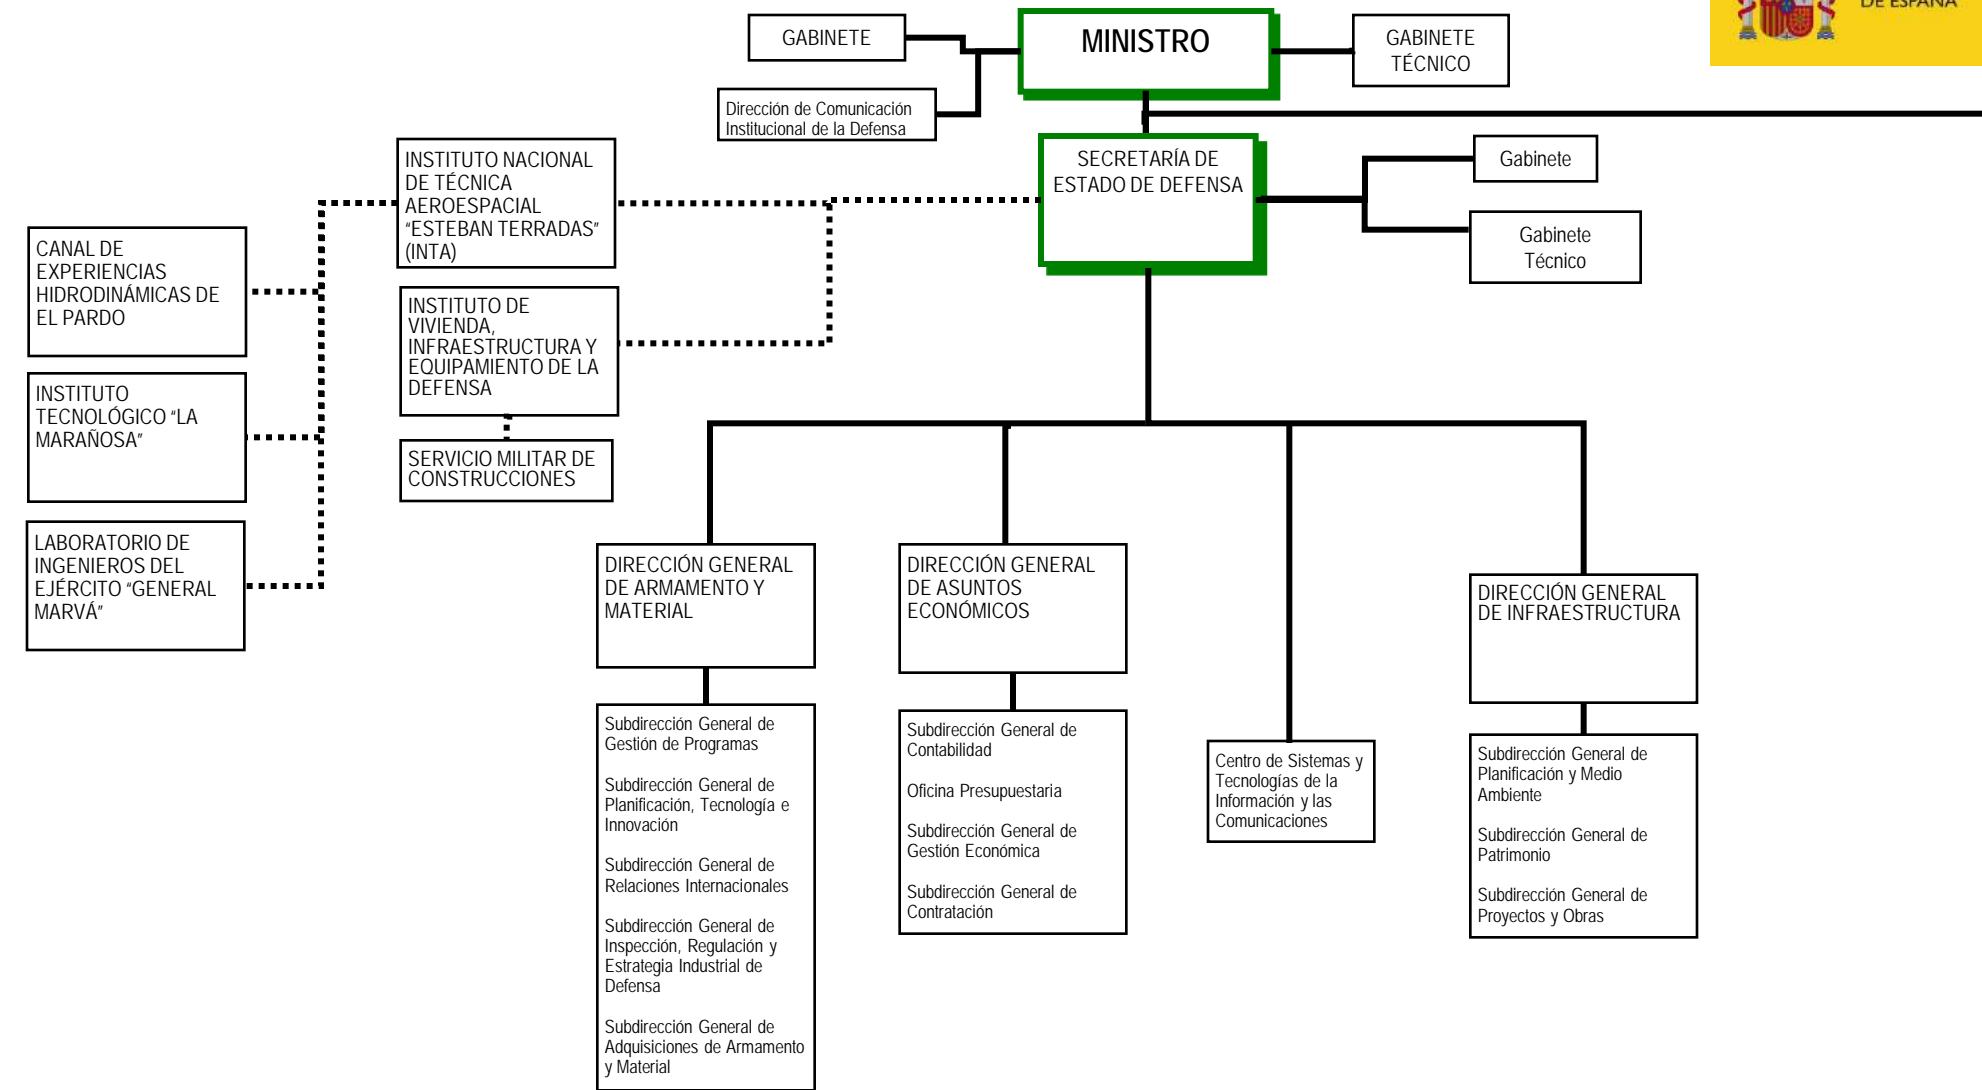 DE ESPAÑA
GABINETE
MINISTRO
GABINETE
TÉCNICO
Dirección de Comunicación
Institucional de la Defensa
SECRETARÍA DE
ESTADO DE DEFENSA
Gabinete
Gabinete
Técnico
INSTITUTO NACIONAL
DE TÉCNICA
AEROESPACIAL
“ESTEBAN TERRADAS”
(INTA)
CANAL DE
EXPERIENCIAS
HIDRODINÁMICAS DE
EL PARDO
INSTITUTO DE
VIVIENDA,
INFRAESTRUCTURA Y
EQUIPAMIENTO DE LA
DEFENSA
INSTITUTO
TECNOLÓGICO “LA
MARAÑOSA”
SERVICIO MILITAR DE
CONSTRUCCIONES
LABORATORIO DE
INGENIEROS DEL
EJÉRCITO “GENERAL
MARVÁ”
DIRECCIÓN GENERAL
DE ARMAMENTO Y
MATERIAL
DIRECCIÓN GENERAL
DE ASUNTOS
ECONÓMICOS
DIRECCIÓN GENERAL
DE INFRAESTRUCTURA
Subdirección General de
Gestión de Programas
Subdirección General de
Planificación, Tecnología e
Innovación
Subdirección General de
Relaciones Internacionales
Subdirección General de
Inspección, Regulación y
Estrategia Industrial de
Defensa
Subdirección General de
Adquisiciones de Armamento
y Material
Subdirección General de
Contabilidad
Oficina Presupuestaria
Subdirección General de
Gestión Económica
Subdirección General de
Contratación
Centro de Sistemas y
Tecnologías de la
Información y las
Comunicaciones
Subdirección General de
Planificación y Medio
Ambiente
Subdirección General de
Patrimonio
Subdirección General de
Proyectos y Obras